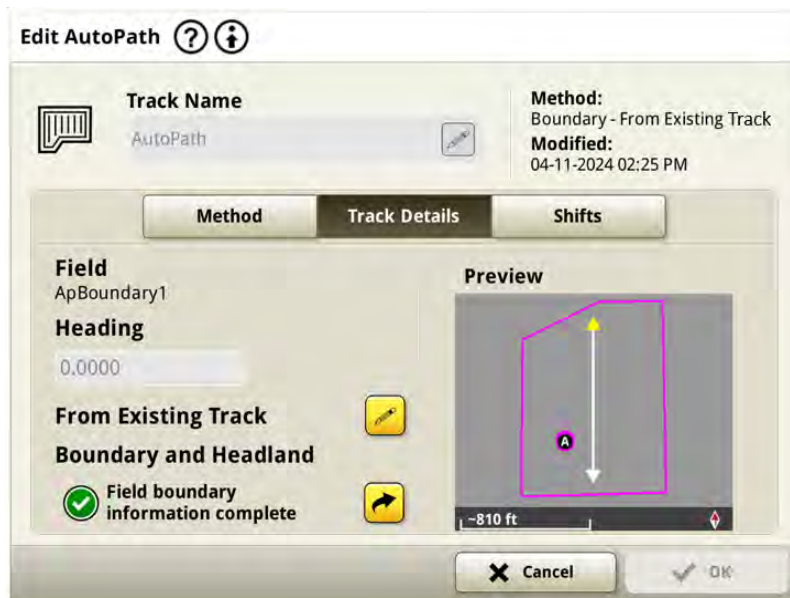 Edit AutoPath ?
Track Name
AutoPath
Method:
Boundary - From Existing Track
Modified:
04-11-2024 02:25 PM
Method
Track Details
Shifts
Field
ApBoundary1
Heading
0.0000
From Existing Track
Boundary and Headland
Field boundary
information complete
Preview
A
~810 ft
Cancel
OK